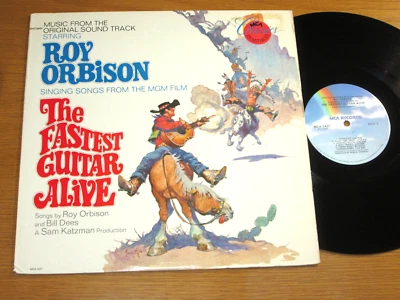 MUSIC FROM THE
ORIGINAL SOUND TRACK
STARRING
ROY
ORBISON
SINGING SONGS FROM THE MGM FILM
The
FASTEST
GUITAR
ALIVE
Songs by Roy Orbison
and Bill Dees
A Sam Katzman Production
MCA
MCA RECORDS